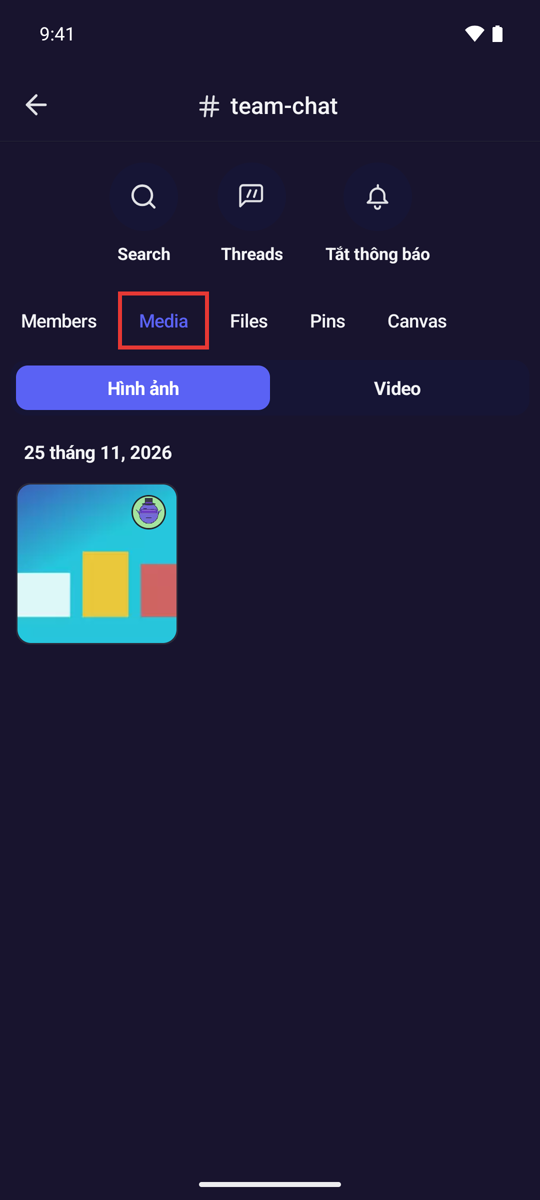 9:41
# team-chat
Search Threads Tắt thông báo
Members Media Files Pins Canvas
Hình ảnh Video
25 tháng 11, 2026